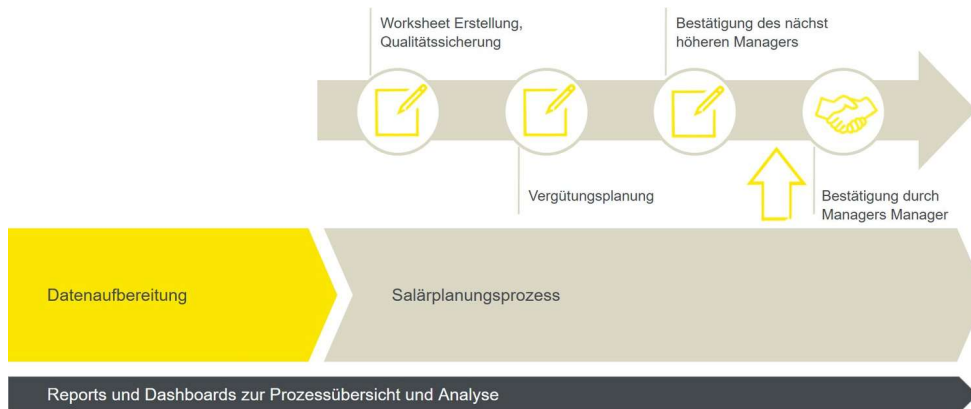 Worksheet Erstellung,
Qualitätssicherung
Bestätigung des nächst
höheren Managers
Vergütungsplanung
Bestätigung durch
Managers Manager
Datenaufbereitung
Salärplanungsprozess
Reports und Dashboards zur Prozessübersicht und Analyse